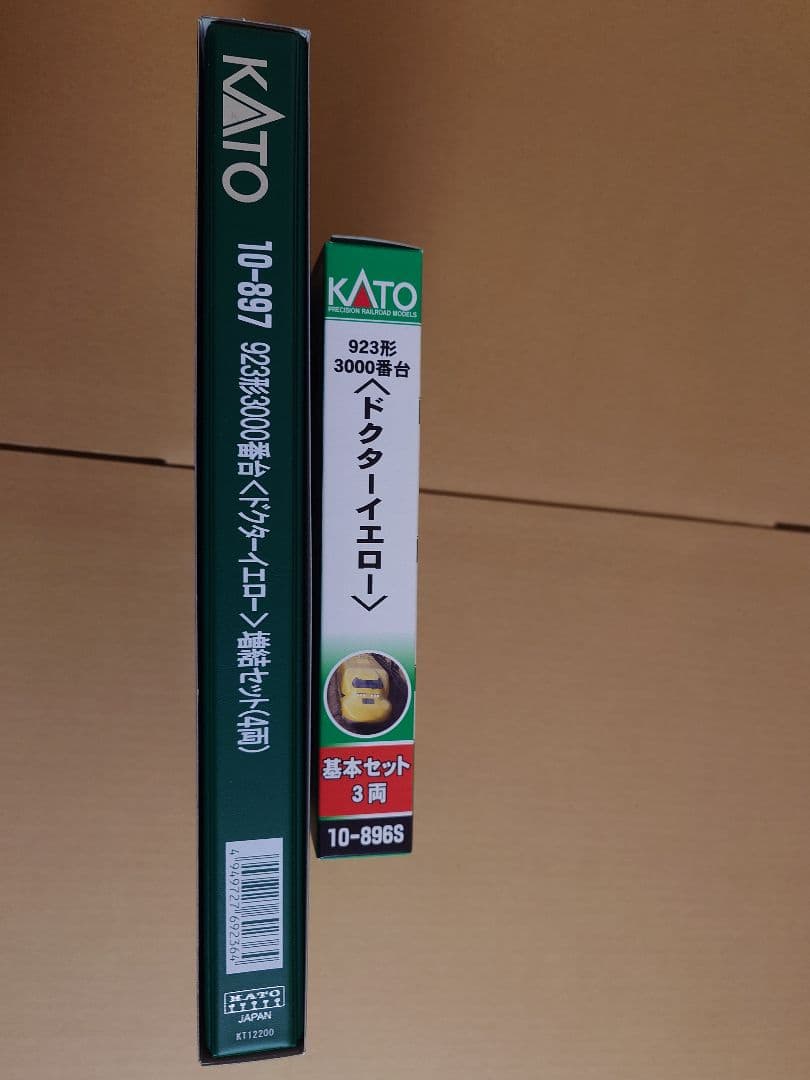 KATO
10-897 923形3000番台〈ドクターイエロー〉増結セット(4両)
4949727692364
KATO
JAPAN
KT12200
KATO
PRECISION RAILROAD MODELS
923形
3000番台
〈ドクターイエロー〉
基本セット
3両
10-896S